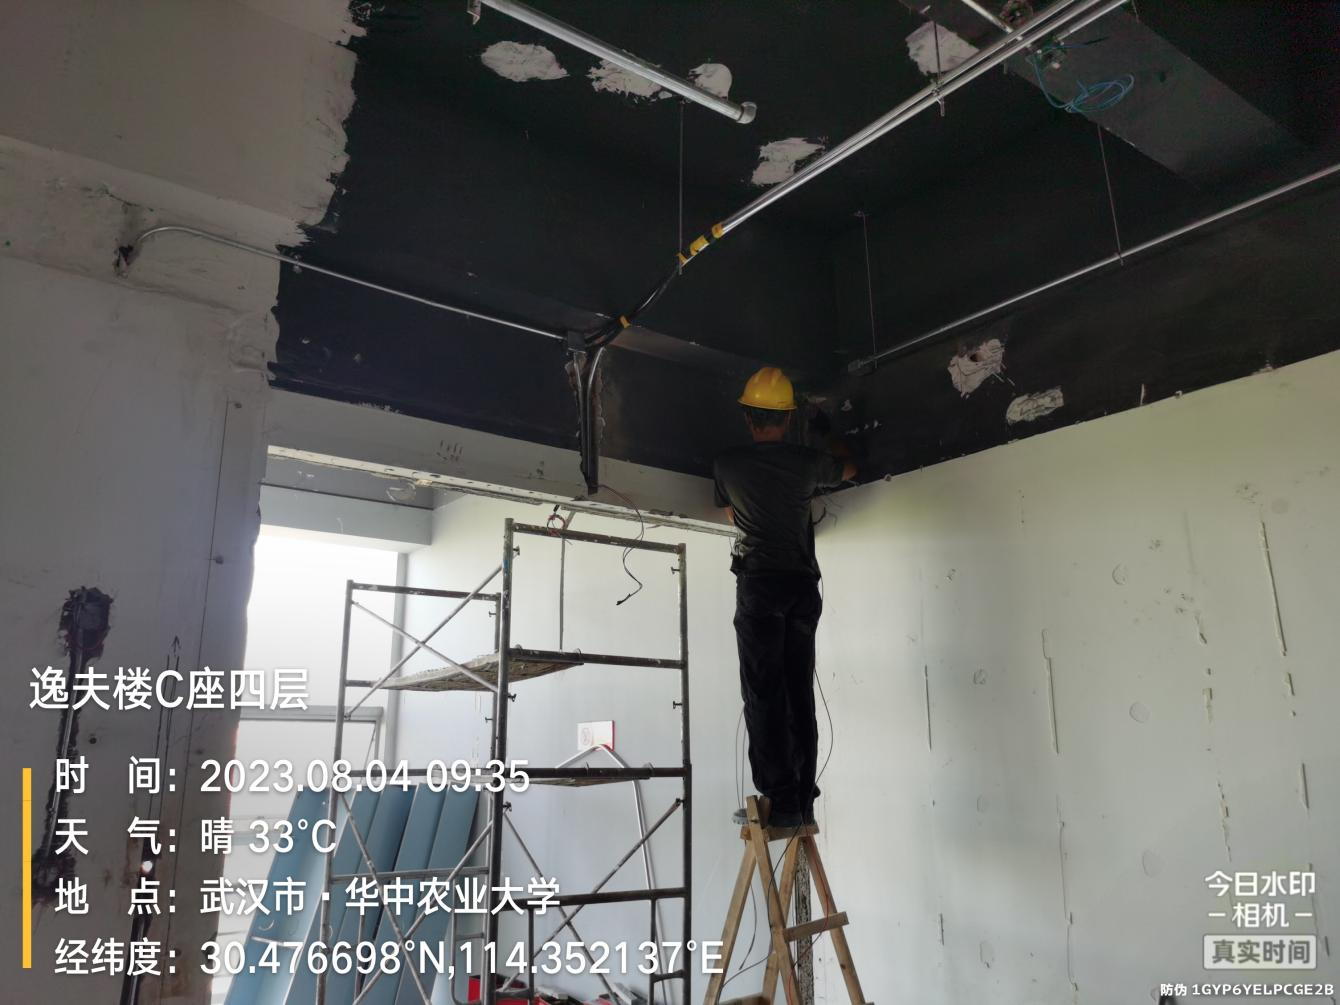 逸夫楼C座四层
时 间：2023.08.04 09:35
天 气：晴 33°C
地 点：武汉市·华中农业大学
经纬度：30.476698°N,114.352137°E
今日水印
-相机-
真实时间
防伪 1GYP6YELPCGE2B